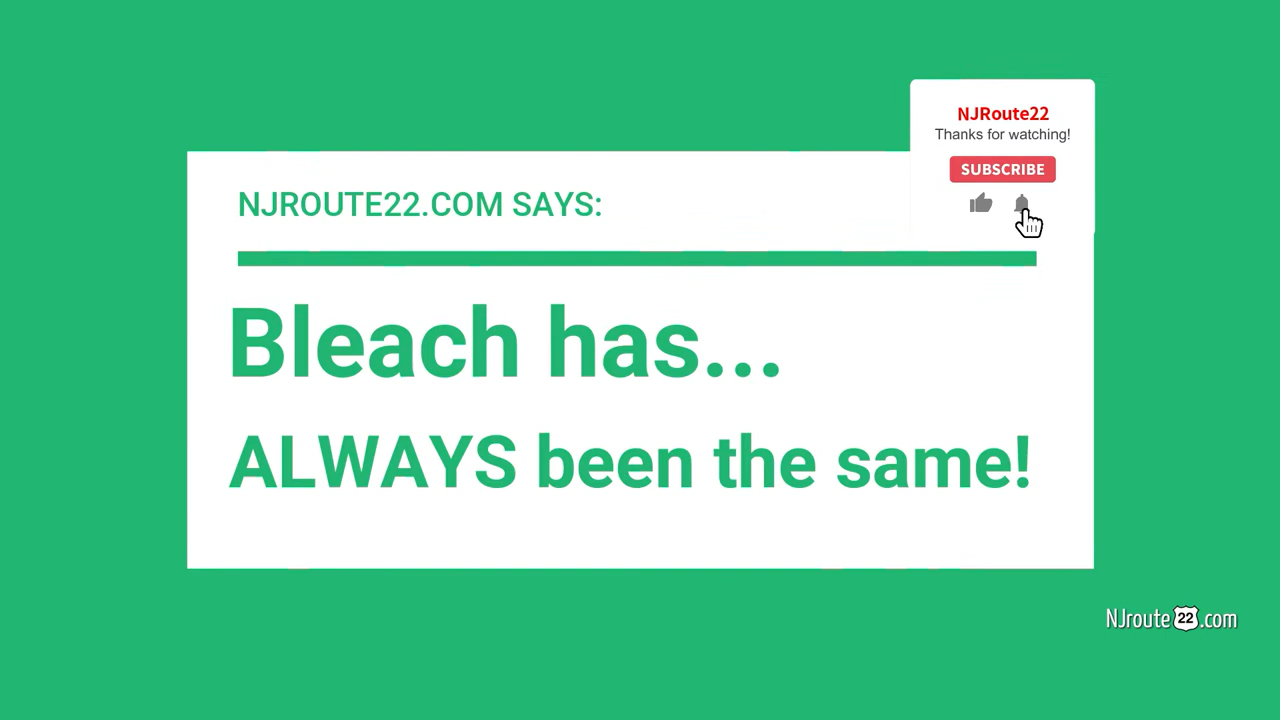 NJRoute22
Thanks for watching!
SUBSCRIBE
NJROUTE22.COM SAYS:
Bleach has...
ALWAYS been the same!
NJroute22.com